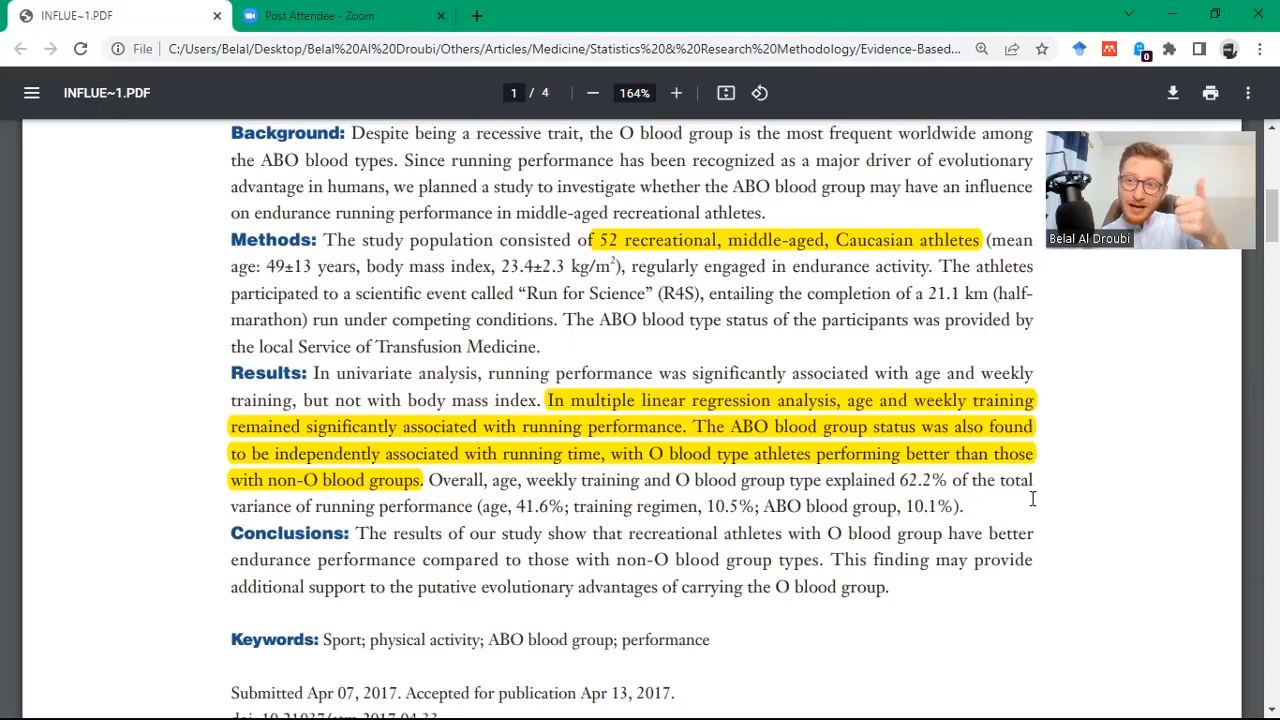 INFLUE~1.PDF
Post Attendee - Zoom
File
C:/Users/Belal/Desktop/Belal%20Al%20Droubi/Others/Articles/Medicine/Statistics%20&%20Research%20Methodology/Evidence-Based...
0
INFLUE~1.PDF
1 / 4
164%
Background: Despite being a recessive trait, the O blood group is the most frequent worldwide among
the ABO blood types. Since running performance has been recognized as a major driver of evolutionary
advantage in humans, we planned a study to investigate whether the ABO blood group may have an influence
on endurance running performance in middle-aged recreational athletes.
Methods: The study population consisted of 52 recreational, middle-aged, Caucasian athletes (mean
age: 49±13 years, body mass index, 23.4±2.3 kg/m²), regularly engaged in endurance activity. The athletes
participated to a scientific event called “Run for Science” (R4S), entailing the completion of a 21.1 km (half-
marathon) run under competing conditions. The ABO blood type status of the participants was provided by
the local Service of Transfusion Medicine.
Results: In univariate analysis, running performance was significantly associated with age and weekly
training, but not with body mass index. In multiple linear regression analysis, age and weekly training
remained significantly associated with running performance. The ABO blood group status was also found
to be independently associated with running time, with O blood type athletes performing better than those
with non-O blood groups. Overall, age, weekly training and O blood group type explained 62.2% of the total
variance of running performance (age, 41.6%; training regimen, 10.5%; ABO blood group, 10.1%).
Conclusions: The results of our study show that recreational athletes with O blood group have better
endurance performance compared to those with non-O blood group types. This finding may provide
additional support to the putative evolutionary advantages of carrying the O blood group.
Keywords: Sport; physical activity; ABO blood group; performance
Submitted Apr 07, 2017. Accepted for publication Apr 13, 2017.
Belal Al Droubi